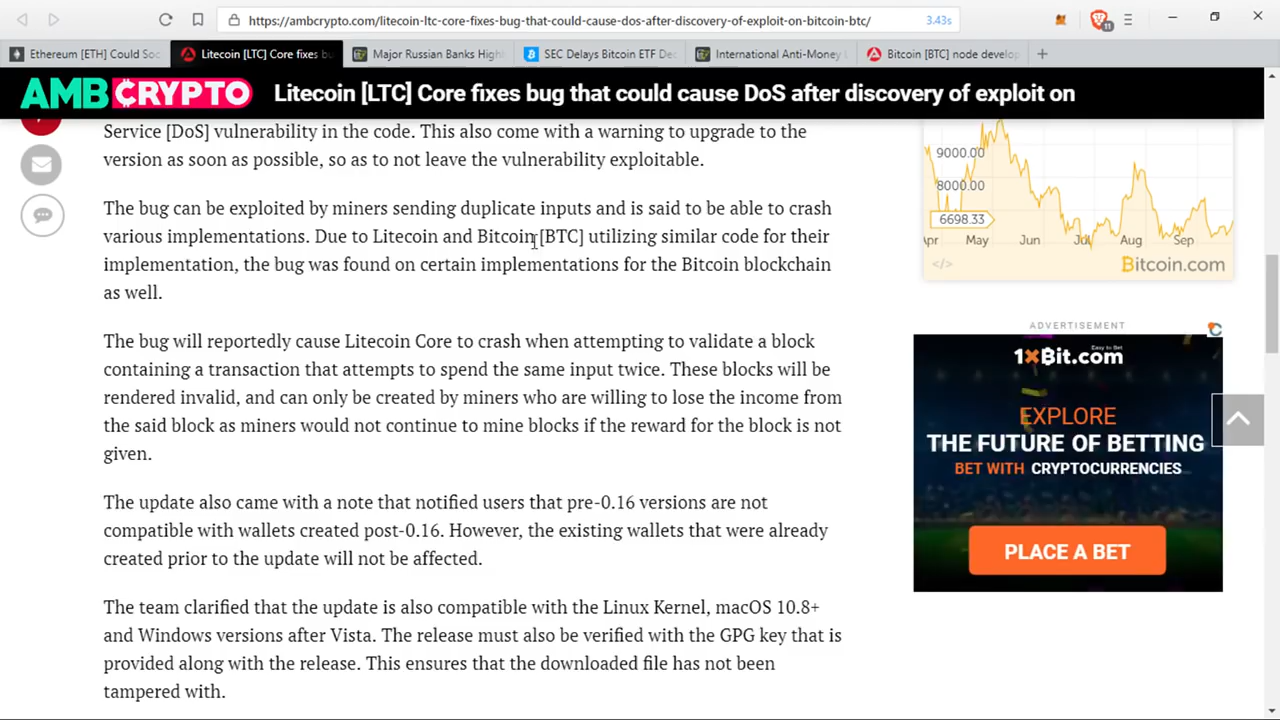 https://ambcrypto.com/litecoin-ltc-core-fixes-bug-that-could-cause-dos-after-discovery-of-exploit-on-bitcoin-btc/
3.43s
11
Ethereum [ETH] Could Soc
Litecoin [LTC] Core fixes bu
Major Russian Banks High
SEC Delays Bitcoin ETF Dec
International Anti-Money L
Bitcoin [BTC] node develop
AMBCRYPTO
Litecoin [LTC] Core fixes bug that could cause DoS after discovery of exploit on
Service [DoS] vulnerability in the code. This also come with a warning to upgrade to the
version as soon as possible, so as to not leave the vulnerability exploitable.
The bug can be exploited by miners sending duplicate inputs and is said to be able to crash
various implementations. Due to Litecoin and Bitcoin [BTC] utilizing similar code for their
implementation, the bug was found on certain implementations for the Bitcoin blockchain
as well.
The bug will reportedly cause Litecoin Core to crash when attempting to validate a block
containing a transaction that attempts to spend the same input twice. These blocks will be
rendered invalid, and can only be created by miners who are willing to lose the income from
the said block as miners would not continue to mine blocks if the reward for the block is not
given.
The update also came with a note that notified users that pre-0.16 versions are not
compatible with wallets created post-0.16. However, the existing wallets that were already
created prior to the update will not be affected.
The team clarified that the update is also compatible with the Linux Kernel, macOS 10.8+
and Windows versions after Vista. The release must also be verified with the GPG key that is
provided along with the release. This ensures that the downloaded file has not been
tampered with.
9000.00
8000.00
6698.33
Apr May Jun Jul Aug Sep
</> Bitcoin.com
ADVERTISEMENT
Easy to Bet
1XBit.com
EXPLORE
THE FUTURE OF BETTING
BET WITH CRYPTOCURRENCIES
PLACE A BET